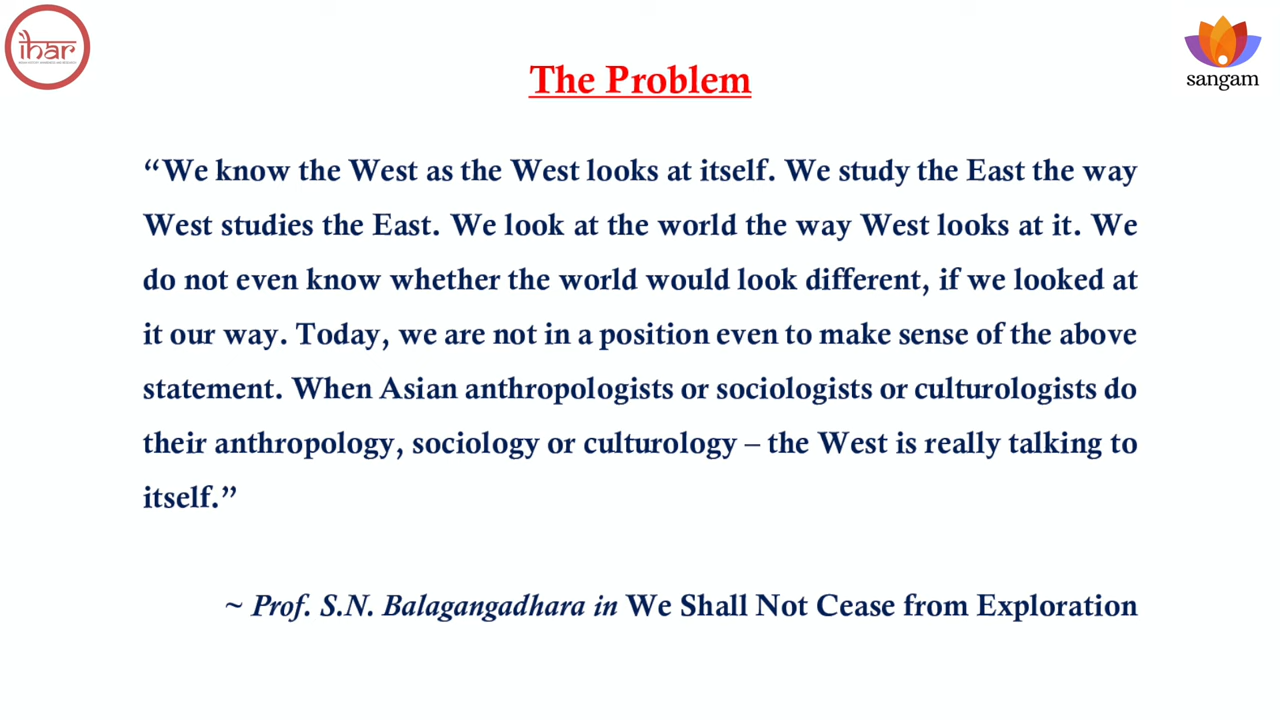 ihar
sangam
The Problem
“We know the West as the West looks at itself. We study the East the way
West studies the East. We look at the world the way West looks at it. We
do not even know whether the world would look different, if we looked at
it our way. Today, we are not in a position even to make sense of the above
statement. When Asian anthropologists or sociologists or culturologists do
their anthropology, sociology or culturology – the West is really talking to
itself.”
~ Prof. S.N. Balagangadhara in We Shall Not Cease from Exploration